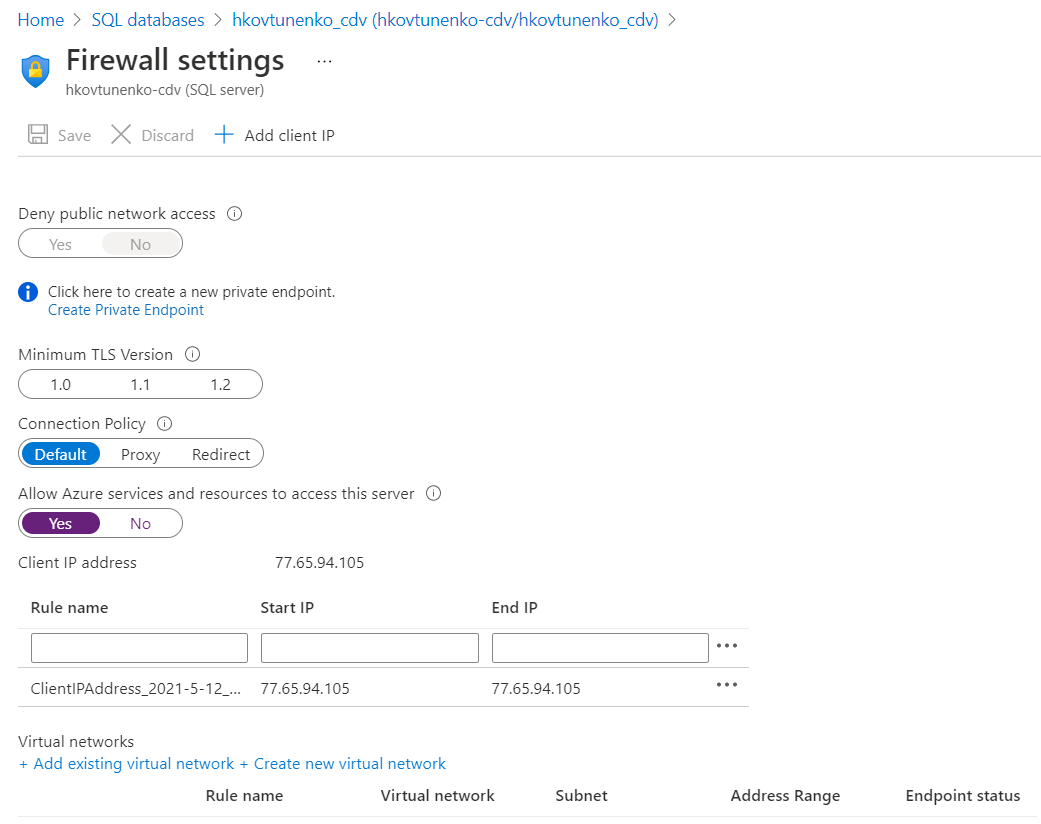 Home > SQL databases > hkovtunenko_cdv (hkovtunenko-cdv/hkovtunenko_cdv) >
Firewall settings ...
hkovtunenko-cdv (SQL server)
Save Discard + Add client IP
Deny public network access
Yes No
Click here to create a new private endpoint.
Create Private Endpoint
Minimum TLS Version
1.0 1.1 1.2
Connection Policy
Default Proxy Redirect
Allow Azure services and resources to access this server
Yes No
Client IP address 77.65.94.105
Rule name Start IP End IP
ClientIPAddress_2021-5-12_... 77.65.94.105 77.65.94.105
Virtual networks
+ Add existing virtual network + Create new virtual network
Rule name Virtual network Subnet Address Range Endpoint status